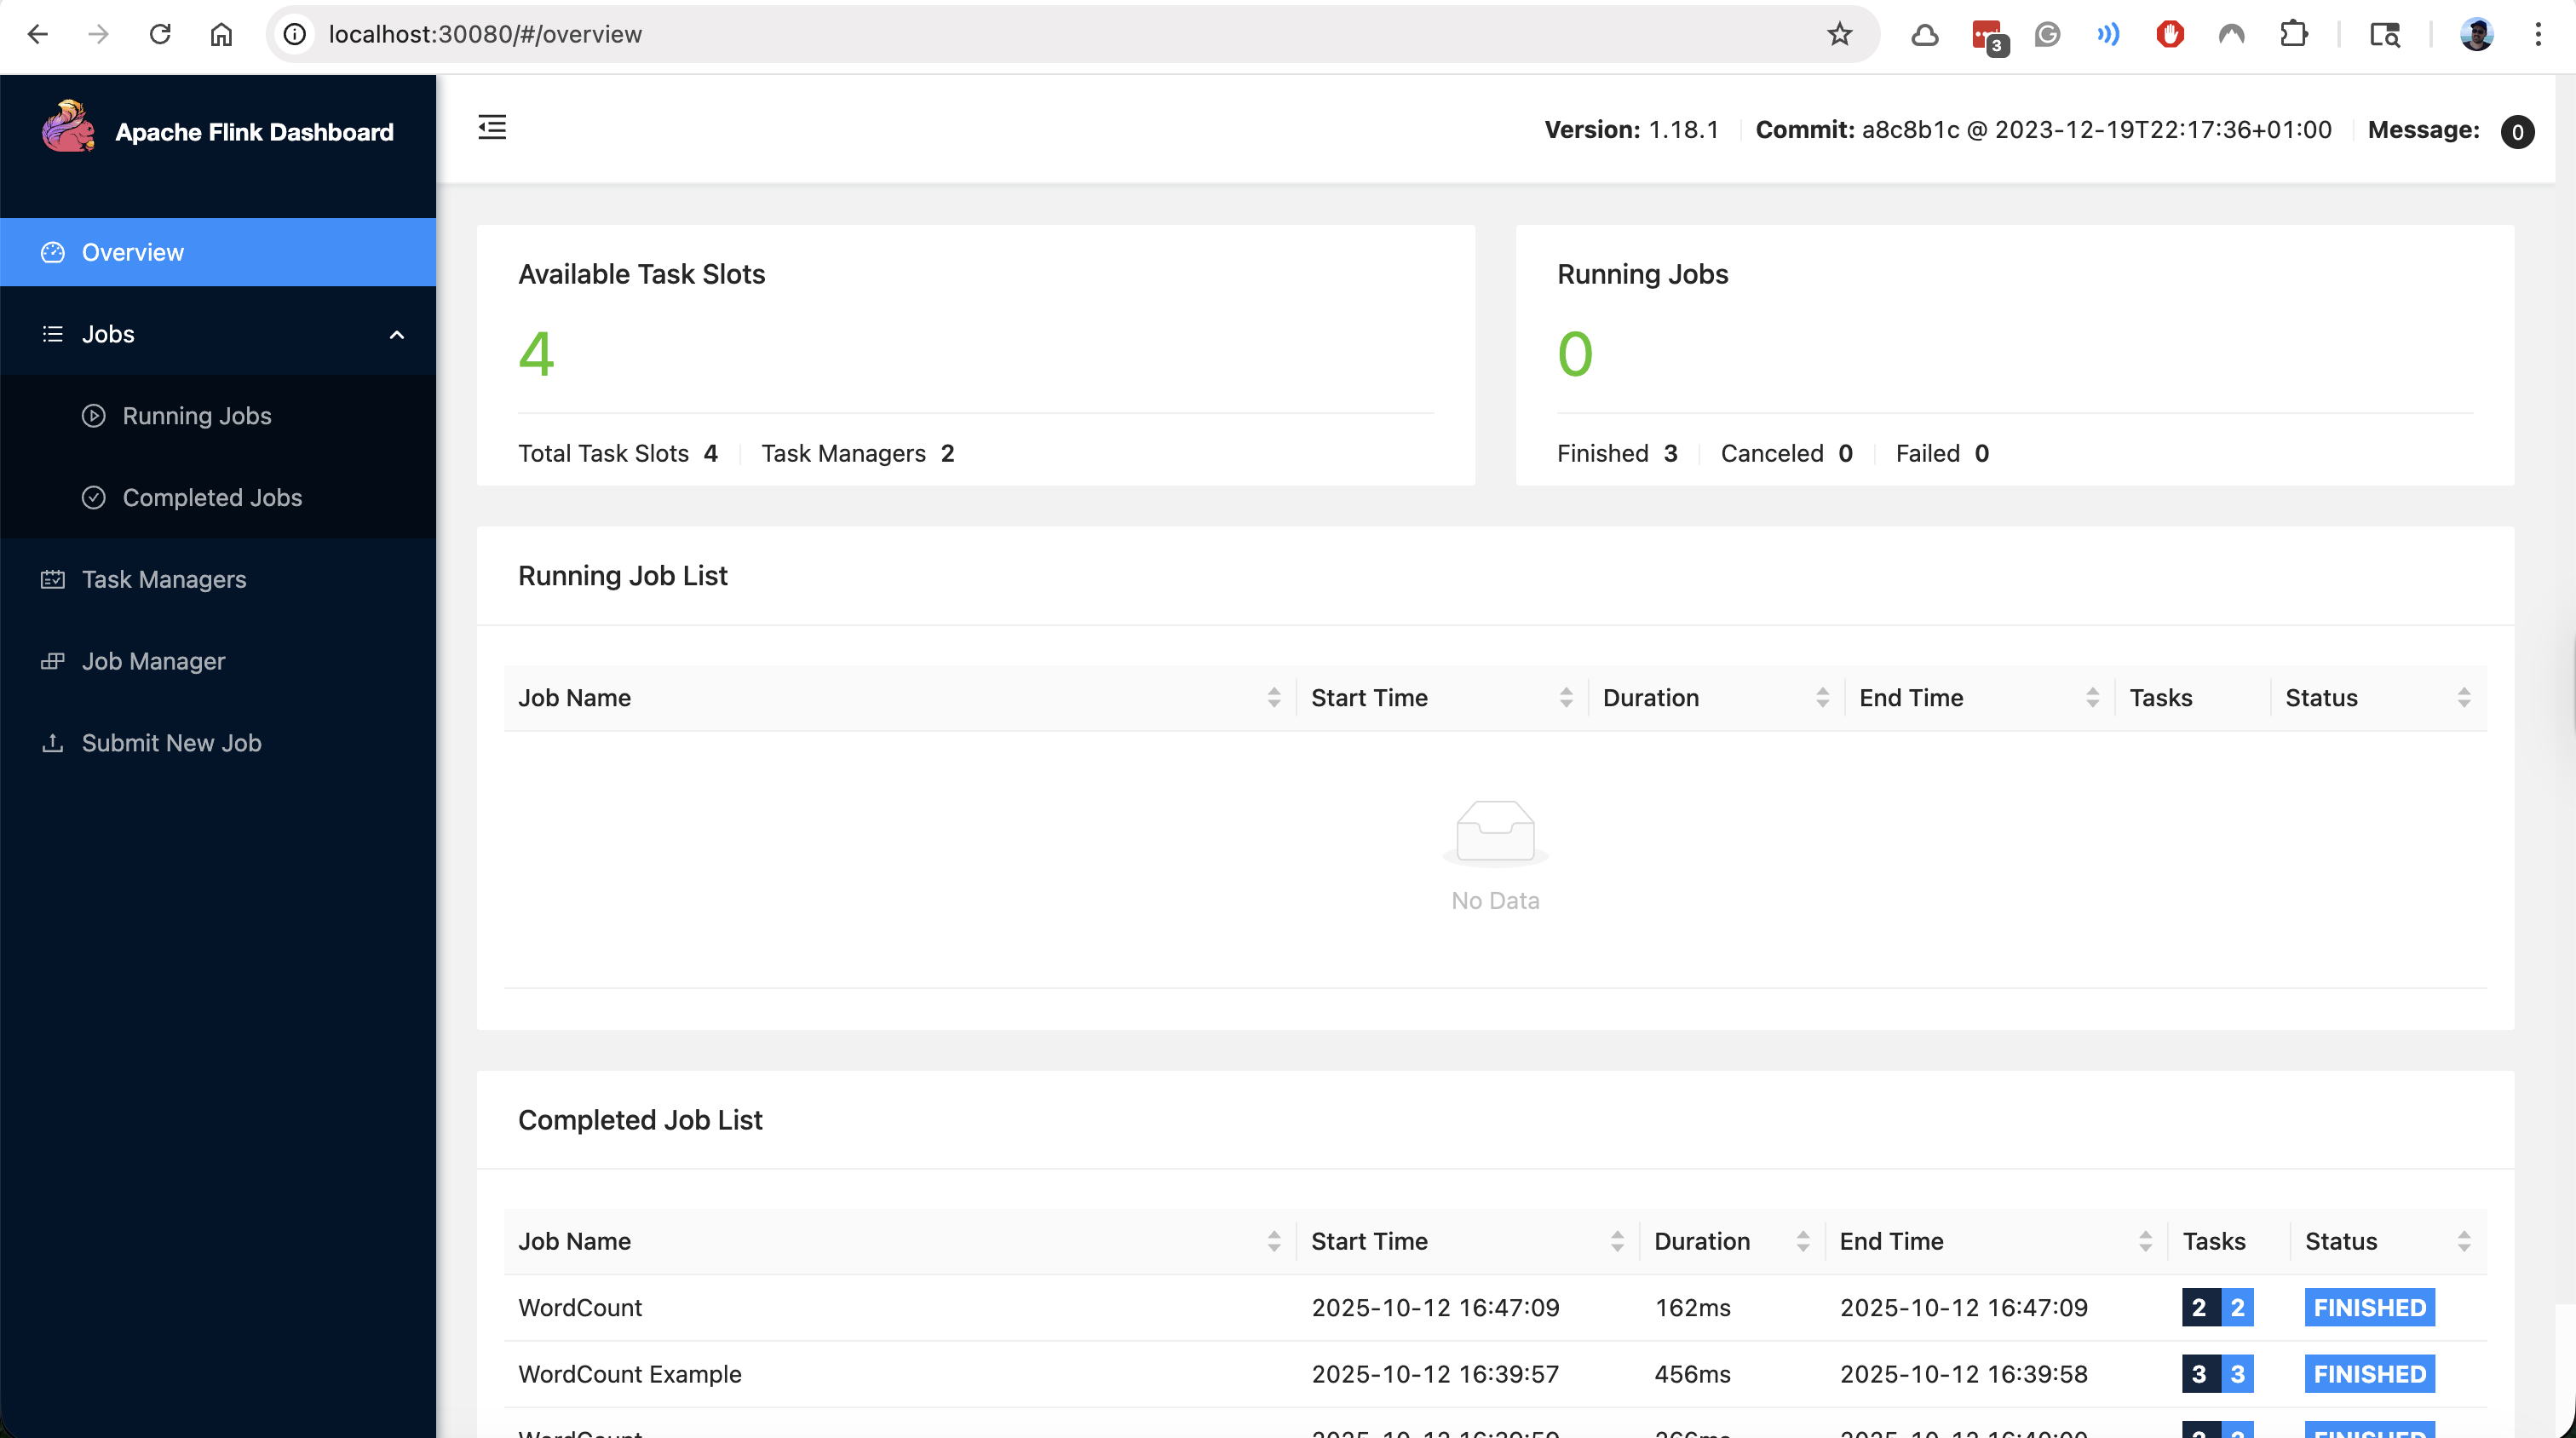 localhost:30080/#/overview
3
Apache Flink Dashboard
Version: 1.18.1 Commit: a8c8b1c @ 2023-12-19T22:17:36+01:00 Message: 0
Overview
Jobs
Running Jobs
Completed Jobs
Task Managers
Job Manager
Submit New Job
Available Task Slots
4
Total Task Slots 4 Task Managers 2
Running Jobs
0
Finished 3 Canceled 0 Failed 0
Running Job List
Job Name Start Time Duration End Time Tasks Status
No Data
Completed Job List
Job Name Start Time Duration End Time Tasks Status
WordCount 2025-10-12 16:47:09 162ms 2025-10-12 16:47:09 2 2 FINISHED
WordCount Example 2025-10-12 16:39:57 456ms 2025-10-12 16:39:58 3 3 FINISHED
WordCount FINISHED